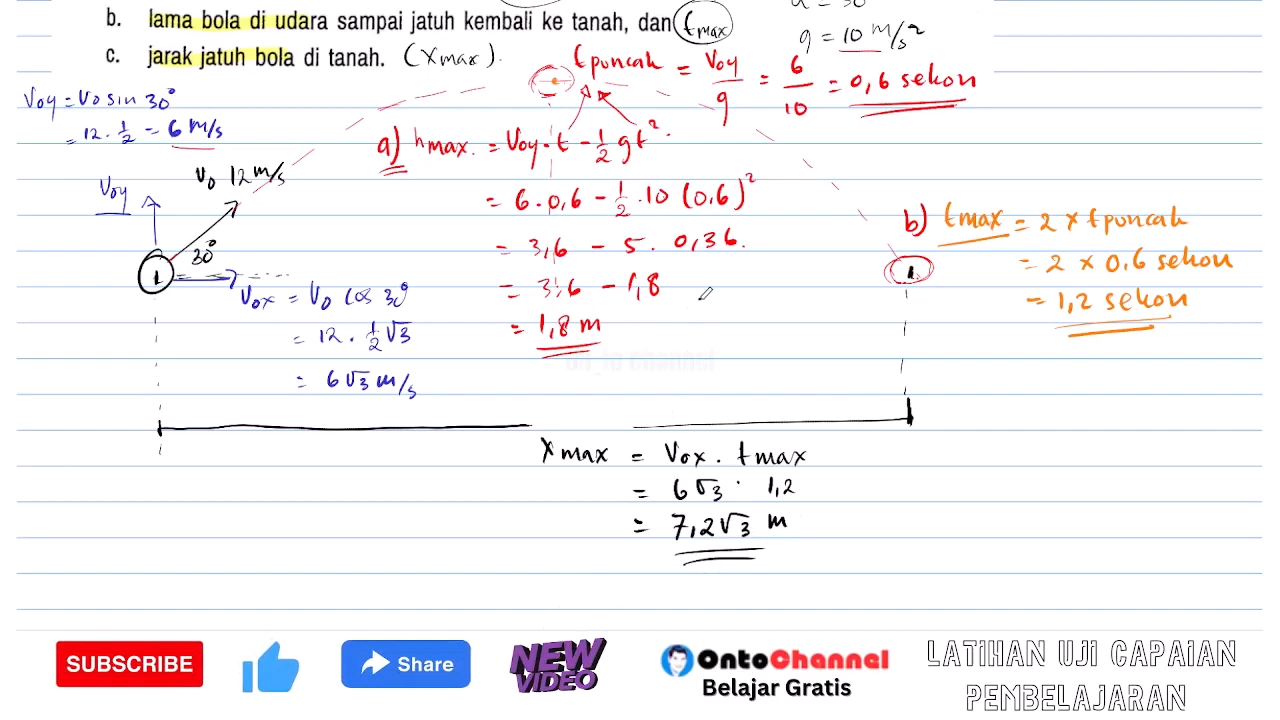 b. lama bola di udara sampai jatuh kembali ke tanah, dan tmax
g = 10 m/s²
c. jarak jatuh bola di tanah. (Xmax).
tpuncak = Voy/g = 6/10 = 0,6 sekon
Voy = Vo sin 30°
= 12 . 1/2 = 6 m/s
a) hmax. = Voy . t - 1/2 gt².
Vo 12 m/s
Voy
= 6 . 0,6 - 1/2 . 10 (0,6)²
30°
= 3,6 - 5 . 0,36.
b) tmax = 2 x tpuncak
= 2 x 0,6 sekon
= 1,2 sekon
Vox = Vo cos 30°
= 3,6 - 1,8
= 12 . 1/2 √3
= 1,8 m
= 6√3 m/s
Xmax = Vox . tmax
= 6√3 . 1,2
= 7,2√3 m
SUBSCRIBE
Share
NEW VIDEO
OntoChannel
Belajar Gratis
LATIHAN UJI CAPAIAN
PEMBELAJARAN